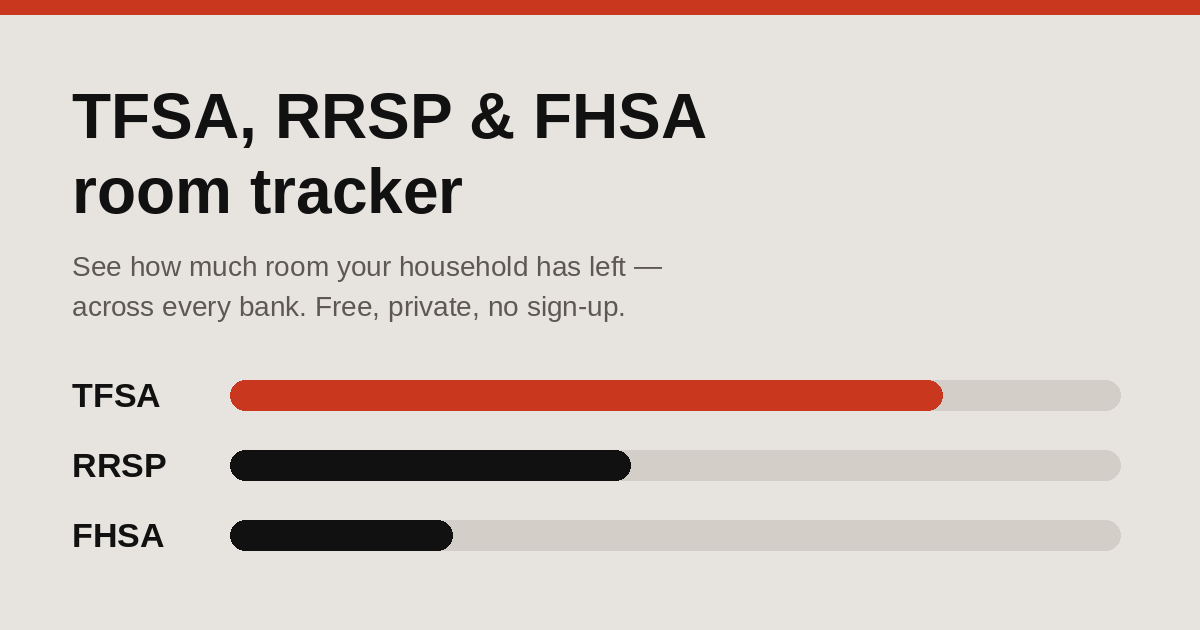 TFSA, RRSP & FHSA
room tracker
See how much room your household has left —
across every bank. Free, private, no sign-up.
TFSA
RRSP
FHSA